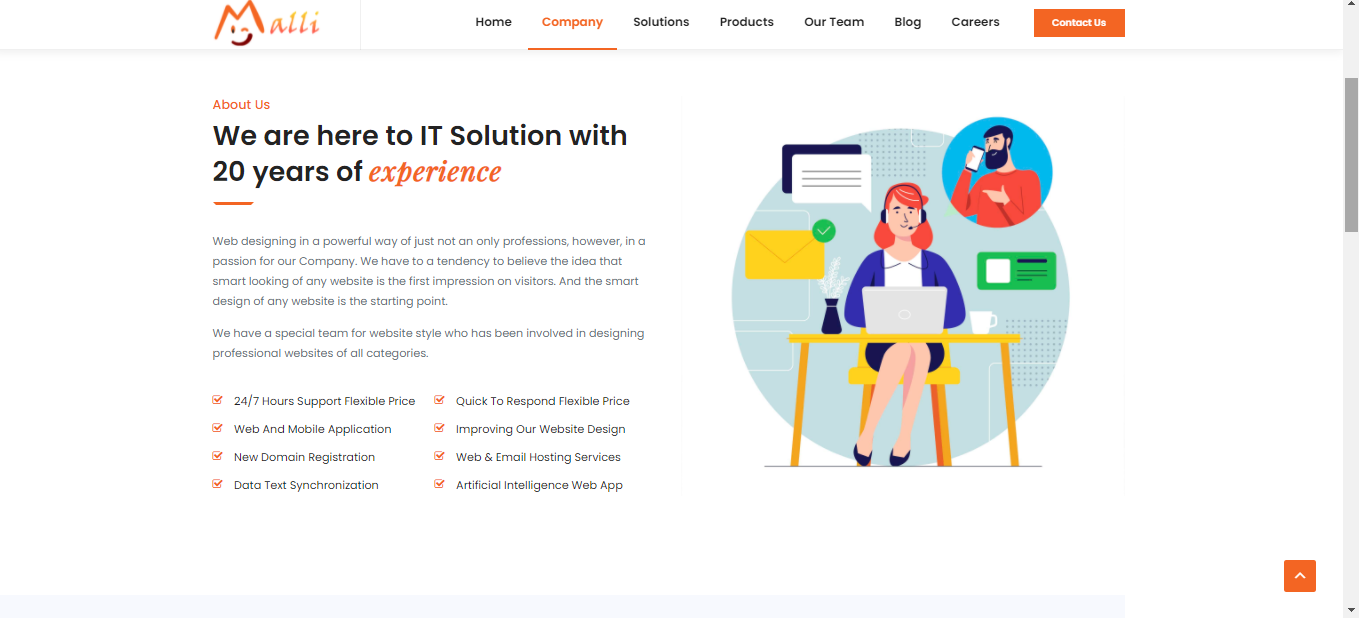 Malli
Home Company Solutions Products Our Team Blog Careers Contact Us
About Us
We are here to IT Solution with
20 years of experience
Web designing in a powerful way of just not an only professions, however, in a
passion for our Company. We have to a tendency to believe the idea that
smart looking of any website is the first impression on visitors. And the smart
design of any website is the starting point.
We have a special team for website style who has been involved in designing
professional websites of all categories.
24/7 Hours Support Flexible Price
Quick To Respond Flexible Price
Web And Mobile Application
Improving Our Website Design
New Domain Registration
Web & Email Hosting Services
Data Text Synchronization
Artificial Intelligence Web App